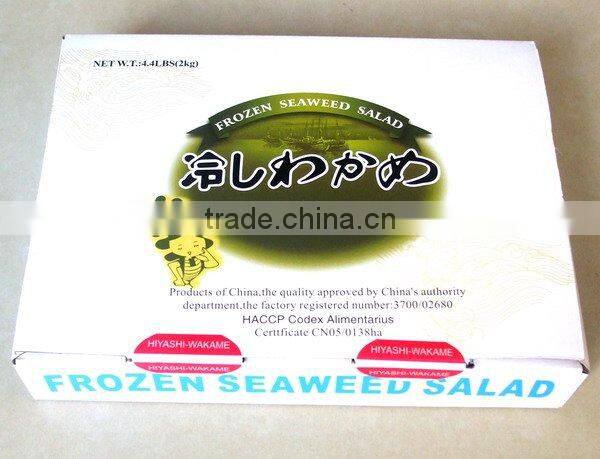 NET W.T.:4.4LBS(2kg)
FROZEN SEAWEED SALAD
冷しわかめ
trade.china.cn
Products of China,the quality approved by China's authority
department,the factory registered number:3700/02680
HACCP Codex Alimentarius
Certtficate CN05/0138ha
HIYASHI-WAKAME
HIYASHI-WAKAME
HIYASHI-WAKAME
HIYASHI-WAKAME
FROZEN SEAWEED SALAD